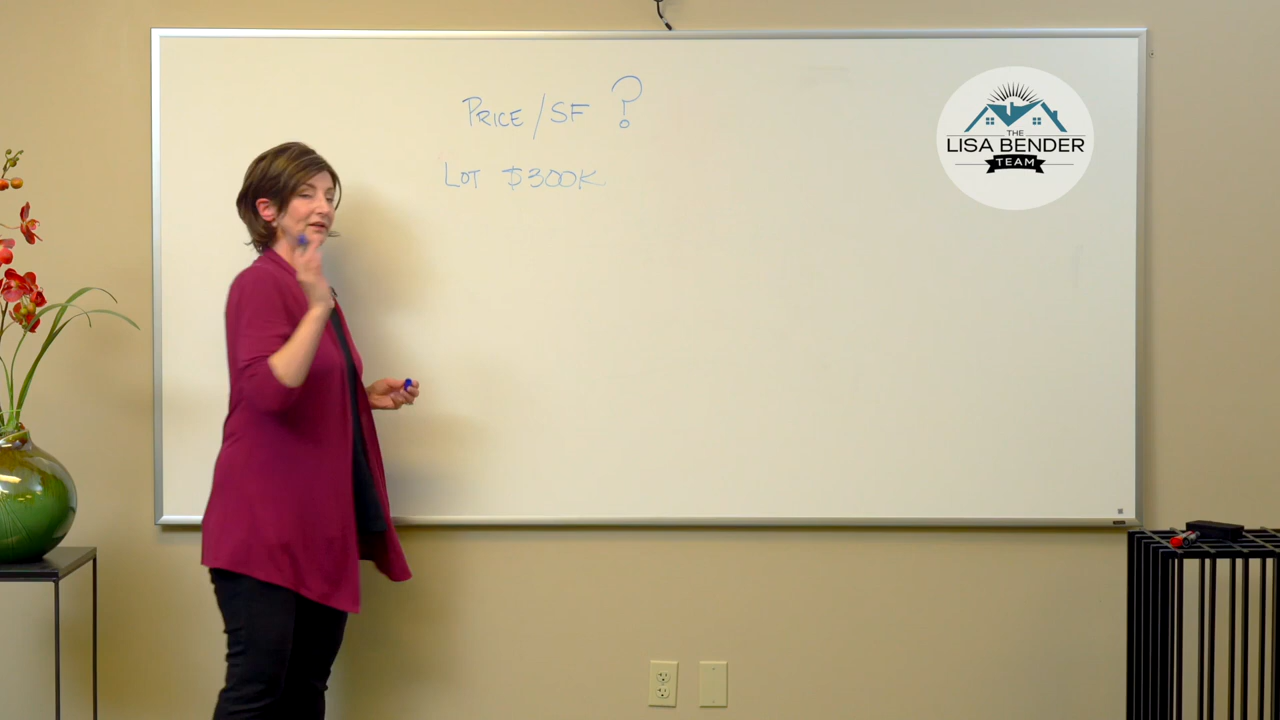 PRICE/SF ?
LOT $300K
THE
LISA BENDER
TEAM